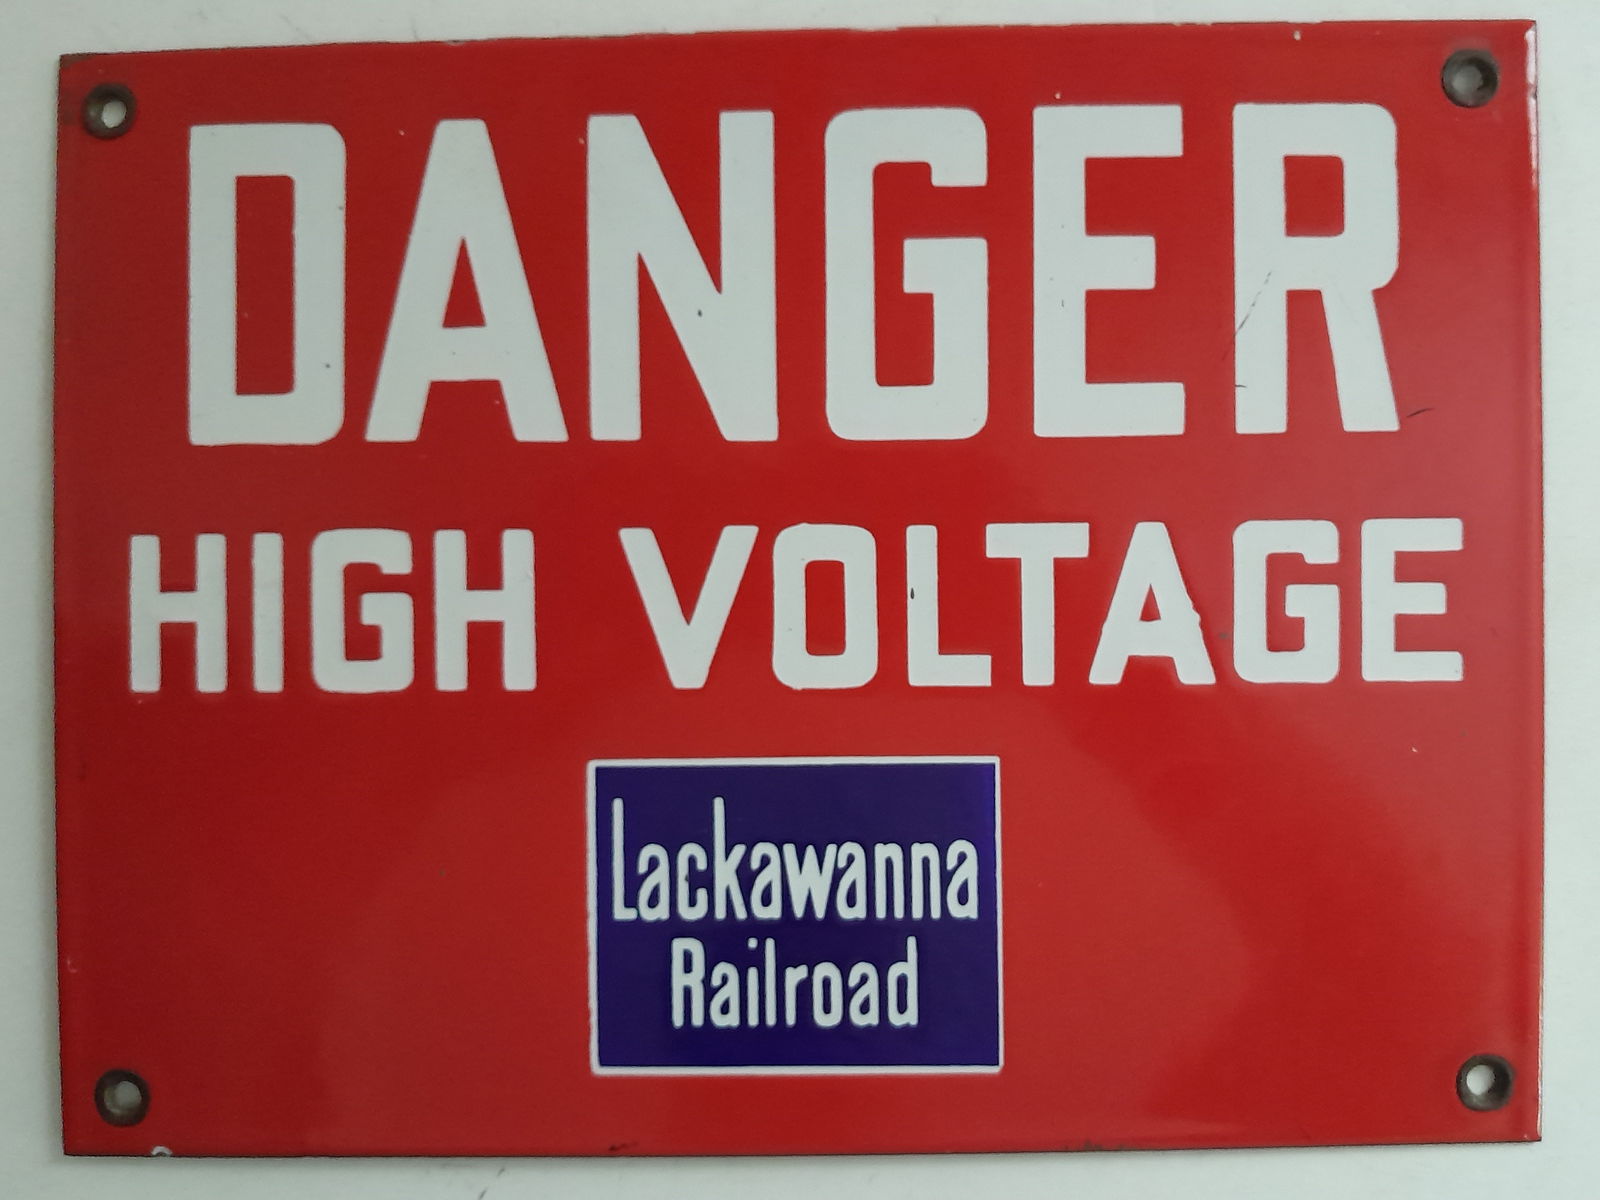 DANGER
HIGH VOLTAGE
Lackawanna
Railroad